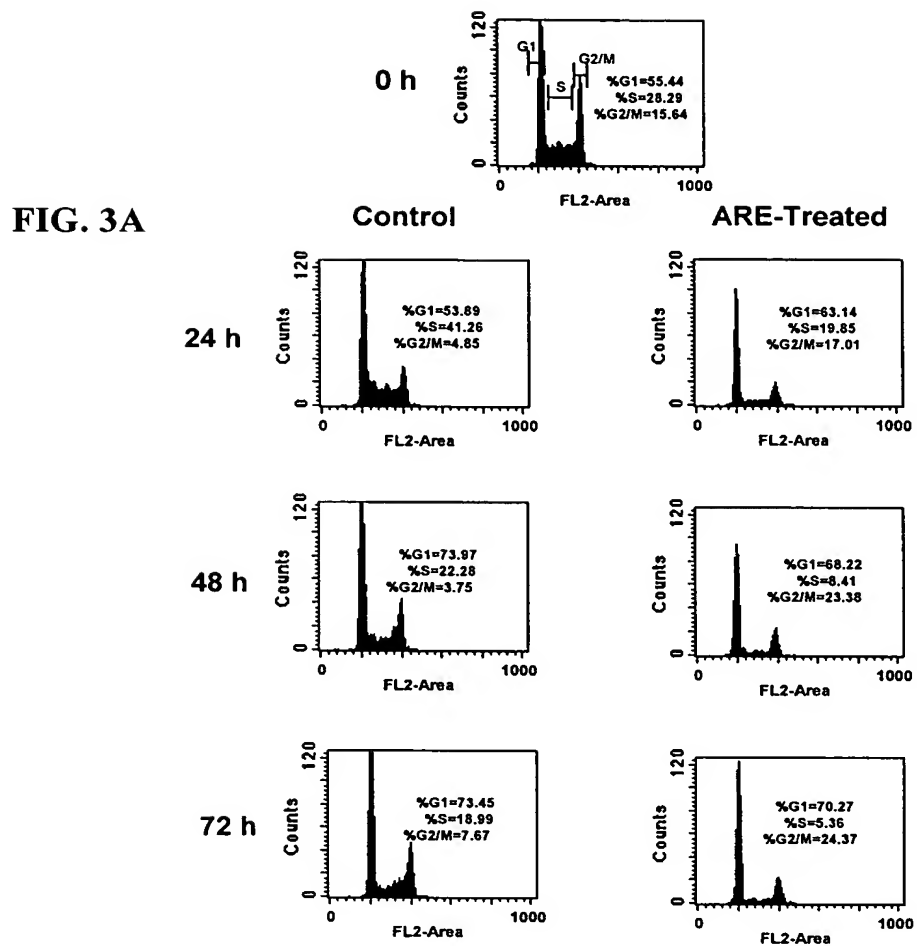 120
Counts
0
0 h
G1
S
G2/M
%G1=55.44
%S=28.29
%G2/M=15.64
0 1000
FL2-Area
FIG. 3A
Control
ARE-Treated
24 h
120
Counts
0
%G1=53.89
%S=41.26
%G2/M=4.85
0 1000
FL2-Area
120
Counts
0
%G1=63.14
%S=19.85
%G2/M=17.01
0 1000
FL2-Area
48 h
120
Counts
0
%G1=73.97
%S=22.28
%G2/M=3.75
0 1000
FL2-Area
120
Counts
0
%G1=68.22
%S=8.41
%G2/M=23.38
0 1000
FL2-Area
72 h
120
Counts
0
%G1=73.45
%S=18.99
%G2/M=7.67
0 1000
FL2-Area
120
Counts
0
%G1=70.27
%S=5.36
%G2/M=24.37
0 1000
FL2-Area